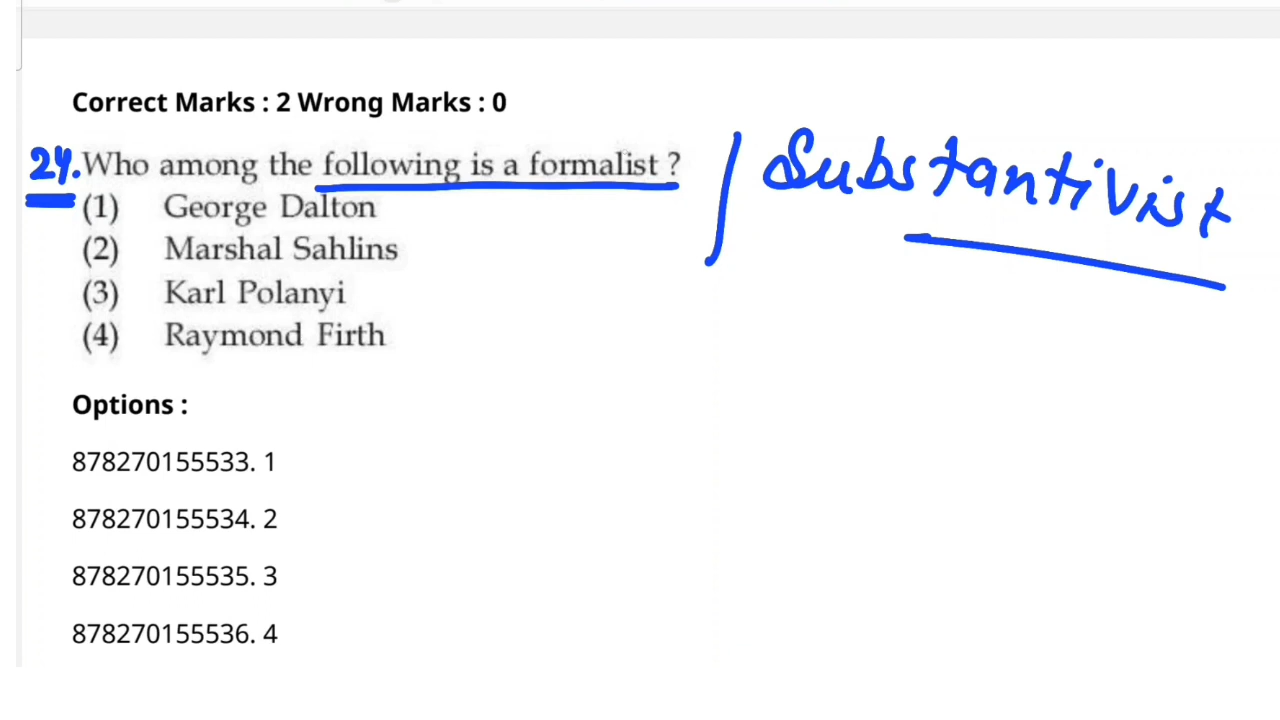 Correct Marks : 2 Wrong Marks : 0
24. Who among the following is a formalist ? / Substantivist
(1) George Dalton
(2) Marshal Sahlins
(3) Karl Polanyi
(4) Raymond Firth
Options :
878270155533. 1
878270155534. 2
878270155535. 3
878270155536. 4